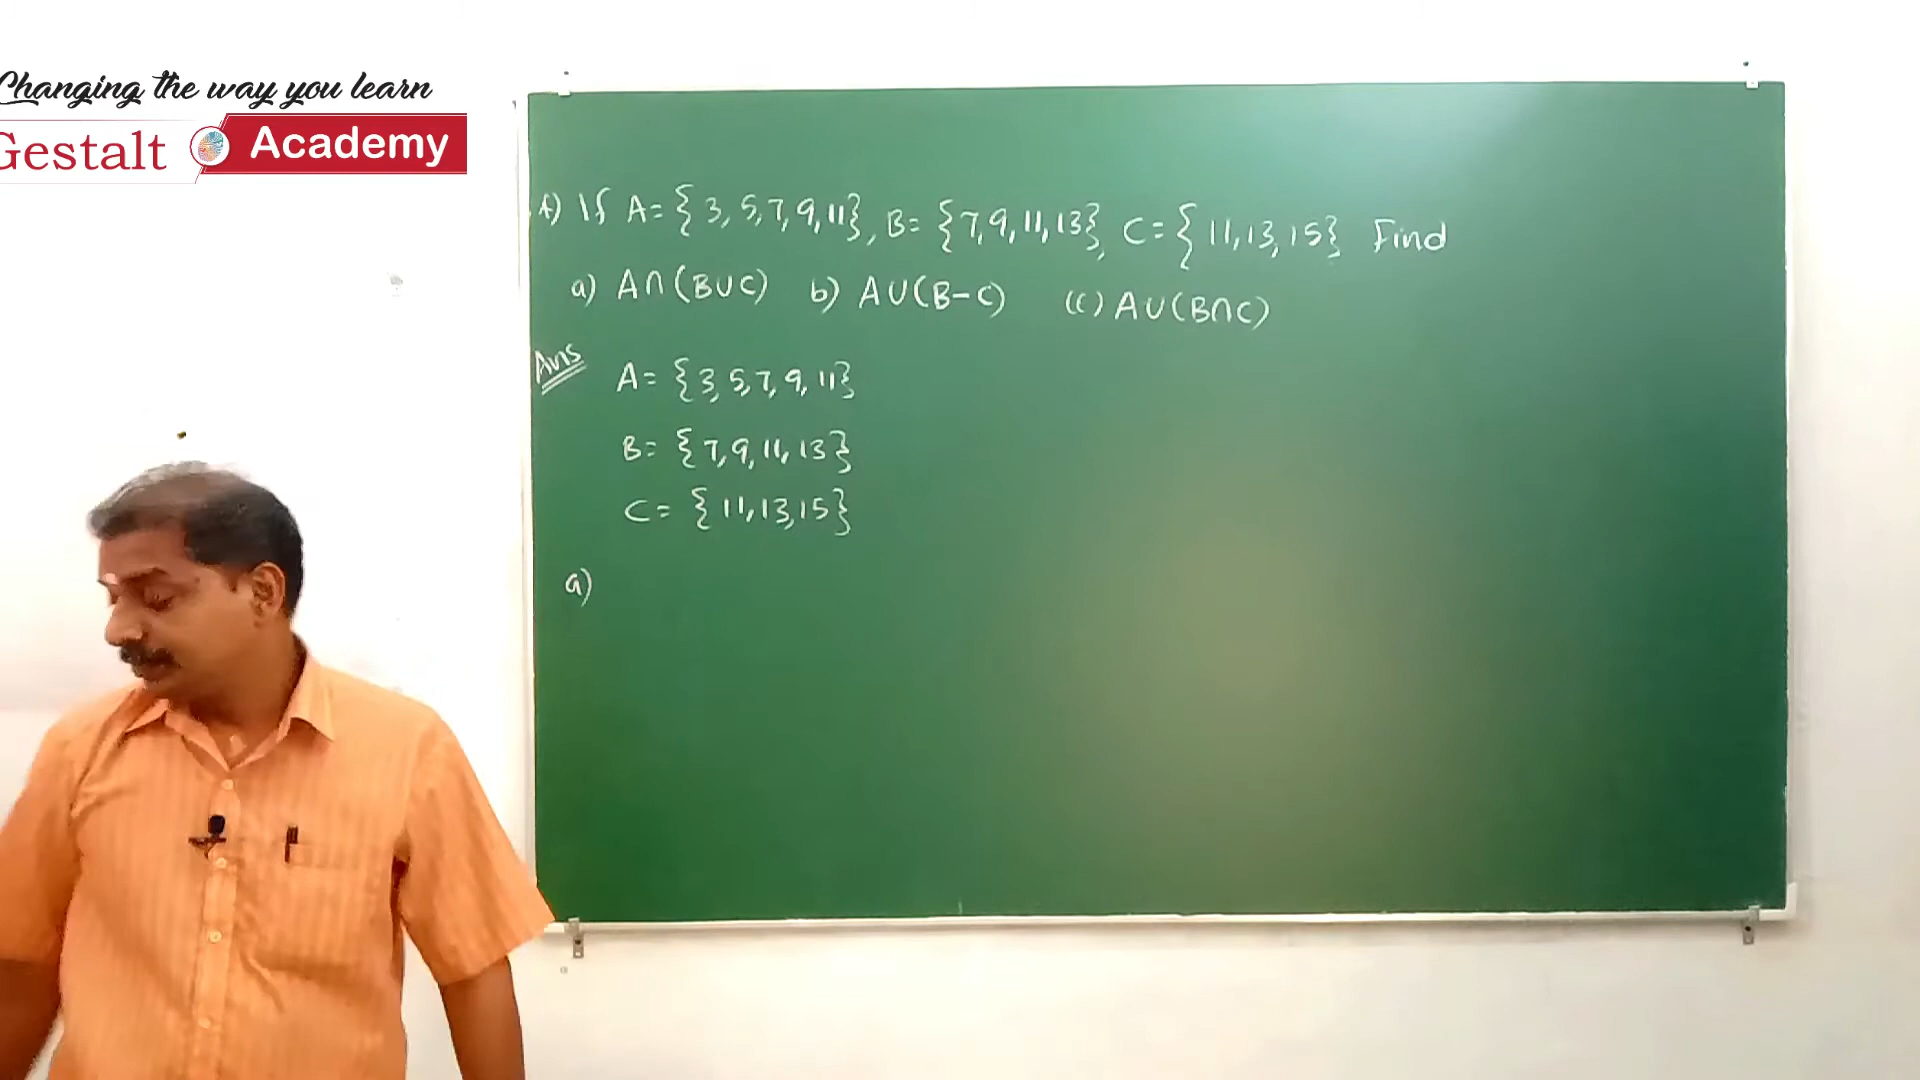 Changing the way you learn
Gestalt Academy
A) If A= {3, 5, 7, 9, 11}, B= {7, 9, 11, 13}, C= {11, 13, 15} Find
a) A∩(B∪C) b) A∪(B-C) (c) A∪(B∩C)
Ans
A= {3, 5, 7, 9, 11}
B= {7, 9, 11, 13}
C= {11, 13, 15}
a)